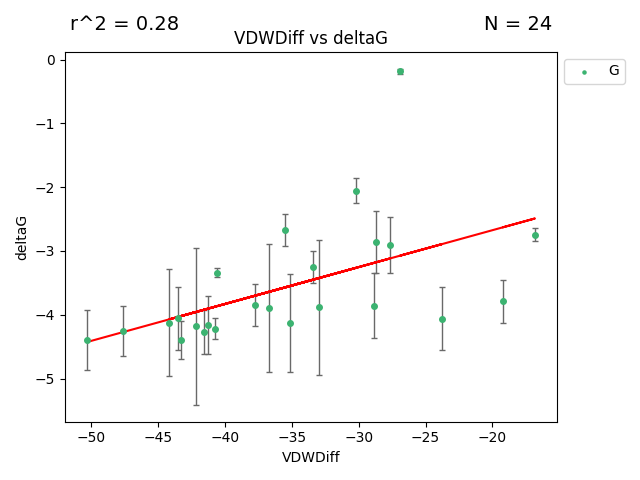 r^2 = 0.28
N = 24
VDWDiff vs deltaG
G
0
−1
−2
−3
−4
−5
deltaG
−50
−45
−40
−35
−30
−25
−20
VDWDiff